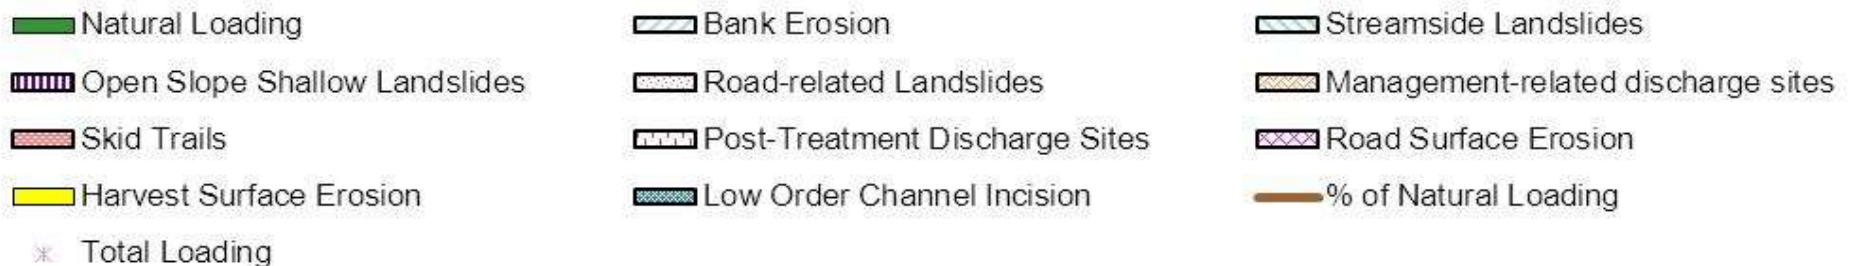 Natural Loading Bank Erosion Streamside Landslides
Open Slope Shallow Landslides Road-related Landslides Management-related discharge sites
Skid Trails Post-Treatment Discharge Sites Road Surface Erosion
Harvest Surface Erosion Low Order Channel Incision % of Natural Loading
Total Loading